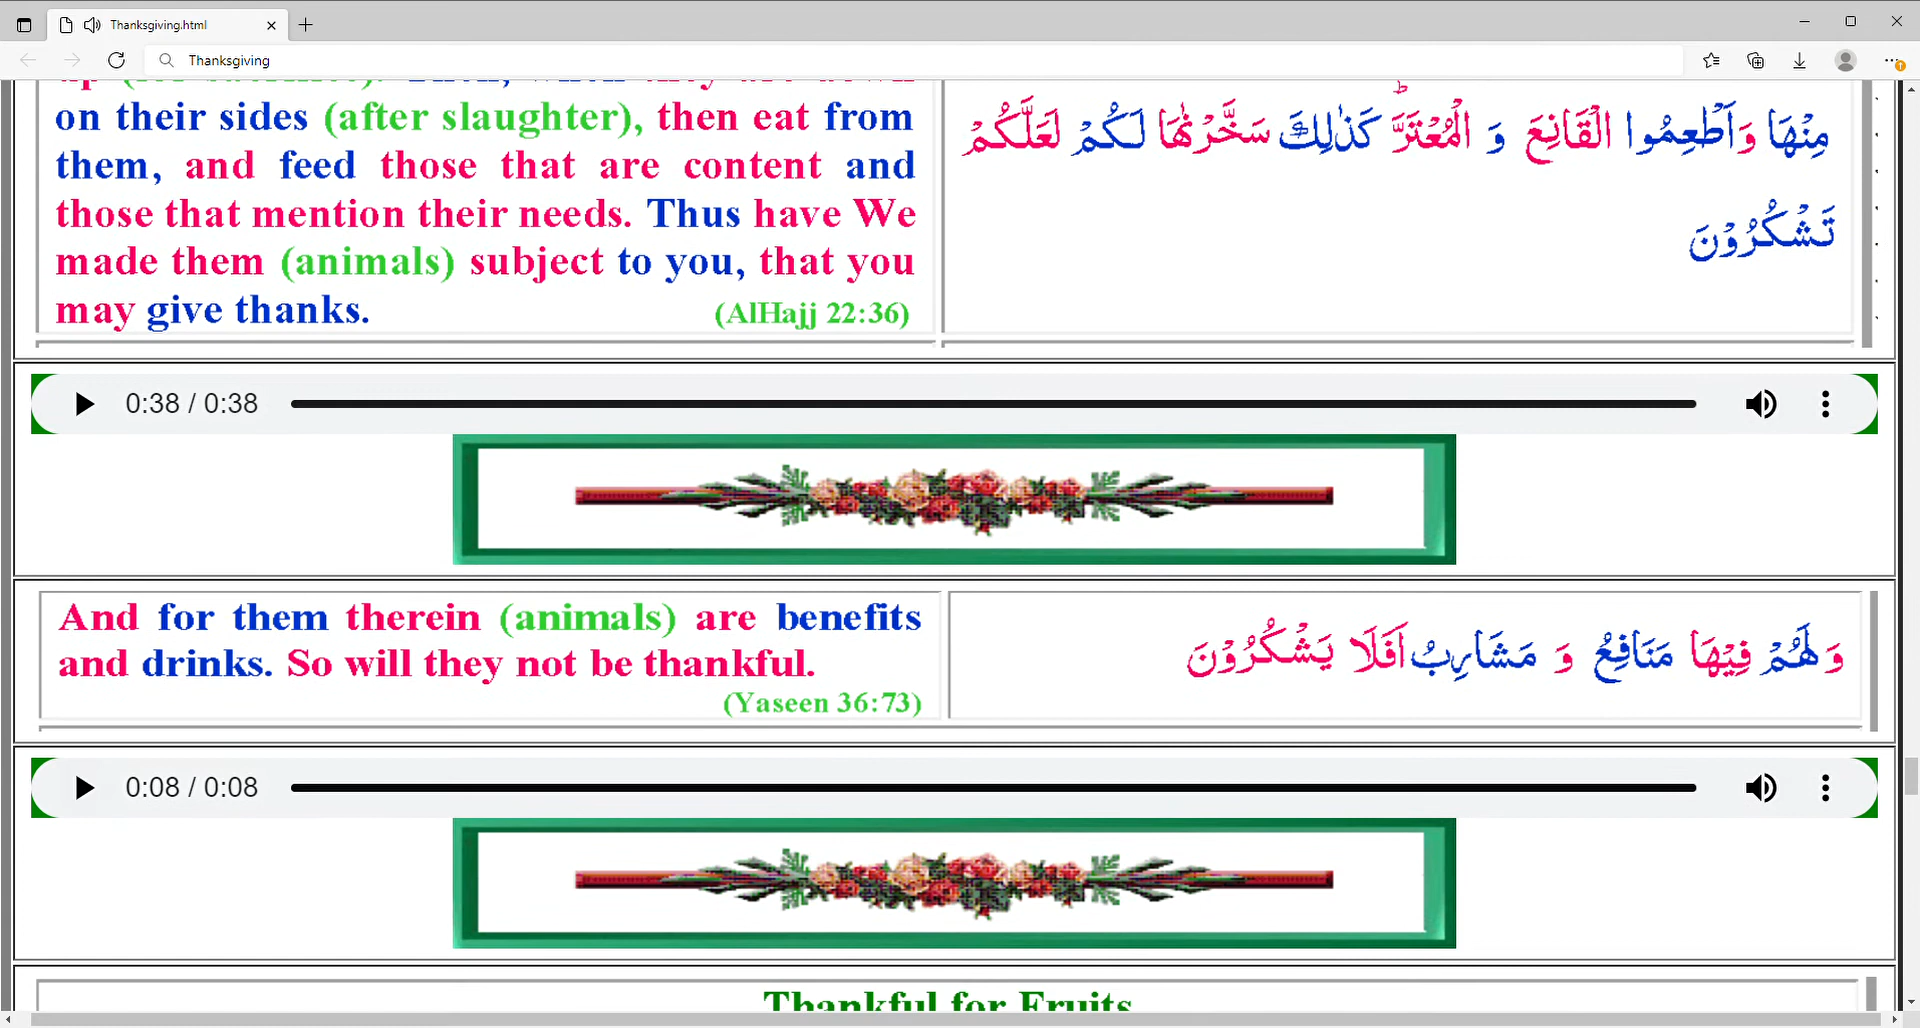 Thanksgiving.html
Thanksgiving
on their sides (after slaughter), then eat from
them, and feed those that are content and
those that mention their needs. Thus have We
made them (animals) subject to you, that you
may give thanks.
(AlHajj 22:36)
مِنْهَا وَاَطْعِمُوا الْقَانِعَ وَ الْمُعْتَرَّ ؕ كَذٰلِكَ سَخَّرْنٰهَا لَكُمْ لَعَلَّكُمْ
تَشْكُرُوْنَ
0:38 / 0:38
And for them therein (animals) are benefits
and drinks. So will they not be thankful.
(Yaseen 36:73)
وَ لَهُمْ فِيْهَا مَنَافِعُ وَ مَشَارِبُ اَفَلَا يَشْكُرُوْنَ
0:08 / 0:08
Thankful for Fruits